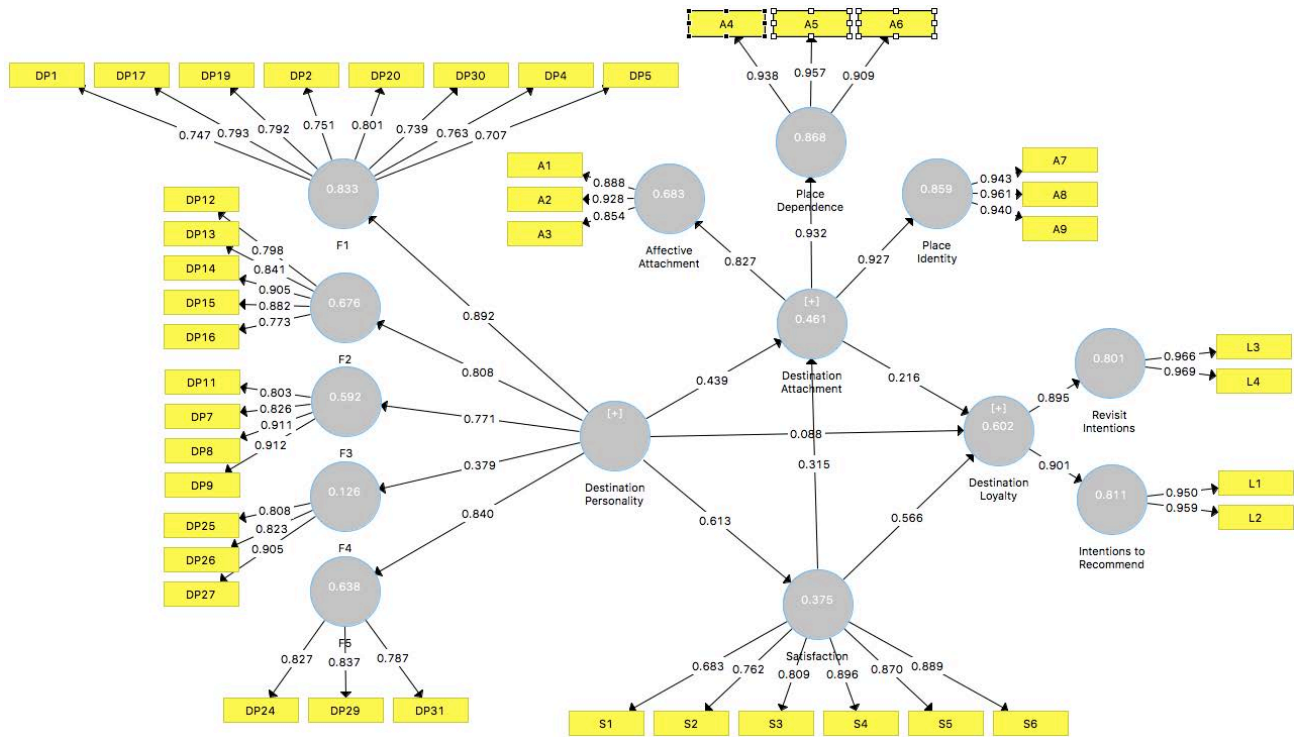 A4 A5 A6
DP1 DP17 DP19 DP2 DP20 DP30 DP4 DP5
0.938 0.957 0.909
0.747 0.793 0.792 0.751 0.801 0.739 0.763 0.707
0.833
F1
0.868
Place
Dependence
0.932
A1
A2
A3
0.888
0.928
0.854
0.683
Affective
Attachment
0.827
0.859
Place
Identity
0.927
0.943
0.961
0.940
A7
A8
A9
DP12
DP13
DP14
DP15
DP16
0.798
0.841
0.905
0.882
0.773
0.676
F2
0.892
0.808
[+]
0.461
Destination
Attachment
0.439
0.216
0.801
Revisit
Intentions
0.966
0.969
L3
L4
DP11
DP7
DP8
DP9
0.803
0.826
0.911
0.912
0.592
F3
0.771
[+]
Destination
Personality
0.088
0.315
[+]
0.602
Destination
Loyalty
0.895
0.901
0.811
Intentions to
Recommend
0.950
0.959
L1
L2
DP25
DP26
DP27
0.808
0.823
0.905
0.126
F4
0.379
0.840
0.613
0.566
0.638
F5
0.827 0.837 0.787
DP24 DP29 DP31
0.375
Satisfaction
0.683 0.762 0.809 0.896 0.870 0.889
S1 S2 S3 S4 S5 S6